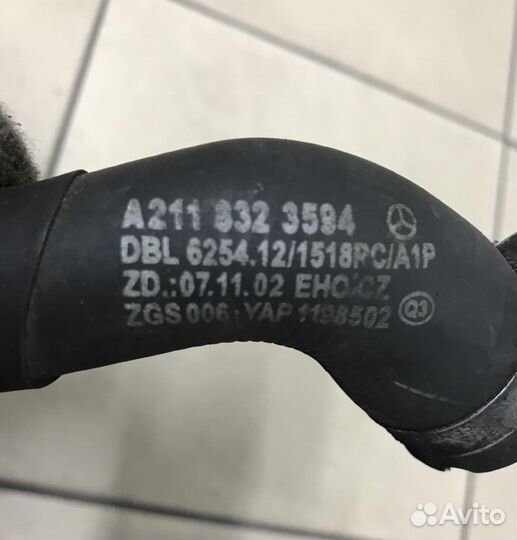 A211 832 3594
DBL 6254.12/1518PC/A1P
ZD.:07.11.02 EHC.CZ
ZGS 006 YAP 1198502 Q3
Avito